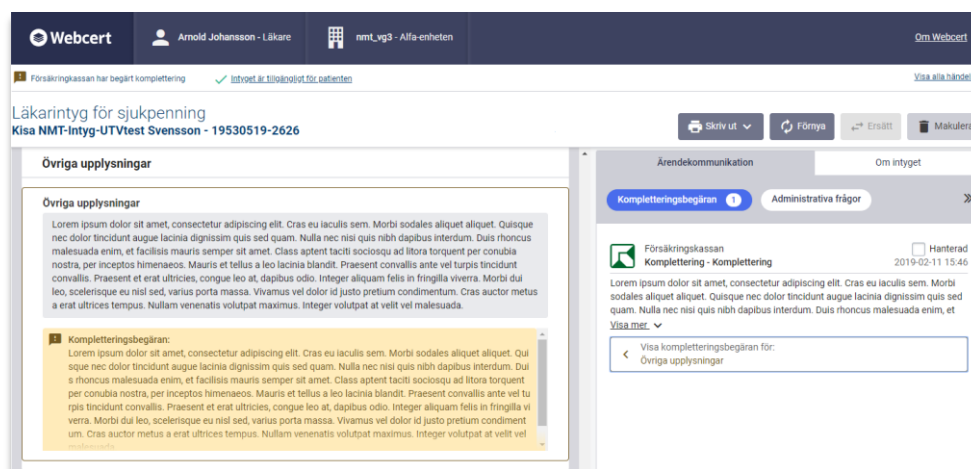 Webcert
Arnold Johansson - Läkare
nmt_vg3 - Alfa-enheten
Om Webcert
Försäkringkassan har begärt komplettering
Intyget är tillgängligt för patienten
Visa alla händel
Läkarintyg för sjukpenning
Kisa NMT-Intyg-UTVtest Svensson - 19530519-2626
Skriv ut
Förnya
Ersätt
Makulera
Övriga upplysningar
Övriga upplysningar
Lorem ipsum dolor sit amet, consectetur adipiscing elit. Cras eu iaculis sem. Morbi sodales aliquet aliquet. Quisque
nec dolor tincidunt augue lacinia dignissim quis sed quam. Nulla nec nisi quis nibh dapibus interdum. Duis rhoncus
malesuada enim, et facilisis mauris semper sit amet. Class aptent taciti sociosqu ad litora torquent per conubia
nostra, per inceptos himenaeos. Mauris et tellus a leo lacinia blandit. Praesent convallis ante vel turpis tincidunt
convallis. Praesent et erat ultricies, congue leo at, dapibus odio. Integer aliquam felis in fringilla viverra. Morbi dui
leo, scelerisque eu nisl sed, varius porta massa. Vivamus vel dolor id justo pretium condimentum. Cras auctor metus
a erat ultrices tempus. Nullam venenatis volutpat maximus. Integer volutpat at velit vel malesuada.
Kompletteringsbegäran:
Lorem ipsum dolor sit amet, consectetur adipiscing elit. Cras eu iaculis sem. Morbi sodales aliquet aliquet. Qui
sque nec dolor tincidunt augue lacinia dignissim quis sed quam. Nulla nec nisi quis nibh dapibus interdum. Dui
s rhoncus malesuada enim, et facilisis mauris semper sit amet. Class aptent taciti sociosqu ad litora torquent
per conubia nostra, per inceptos himenaeos. Mauris et tellus a leo lacinia blandit. Praesent convallis ante vel tu
rpis tincidunt convallis. Praesent et erat ultricies, congue leo at, dapibus odio. Integer aliquam felis in fringilla vi
verra. Morbi dui leo, scelerisque eu nisl sed, varius porta massa. Vivamus vel dolor id justo pretium condiment
um. Cras auctor metus a erat ultrices tempus. Nullam venenatis volutpat maximus. Integer volutpat at velit vel
malesuada.
Ärendekommunikation
Om intyget
Kompletteringsbegäran 1
Administrativa frågor
Försäkringskassan
Hanterad
Komplettering - Komplettering
2019-02-11 15:46
Lorem ipsum dolor sit amet, consectetur adipiscing elit. Cras eu iaculis sem. Morbi
sodales aliquet aliquet. Quisque nec dolor tincidunt augue lacinia dignissim quis sed
quam. Nulla nec nisi quis nibh dapibus interdum. Duis rhoncus malesuada enim, et
Visa mer
Visa kompletteringsbegäran för:
Övriga upplysningar